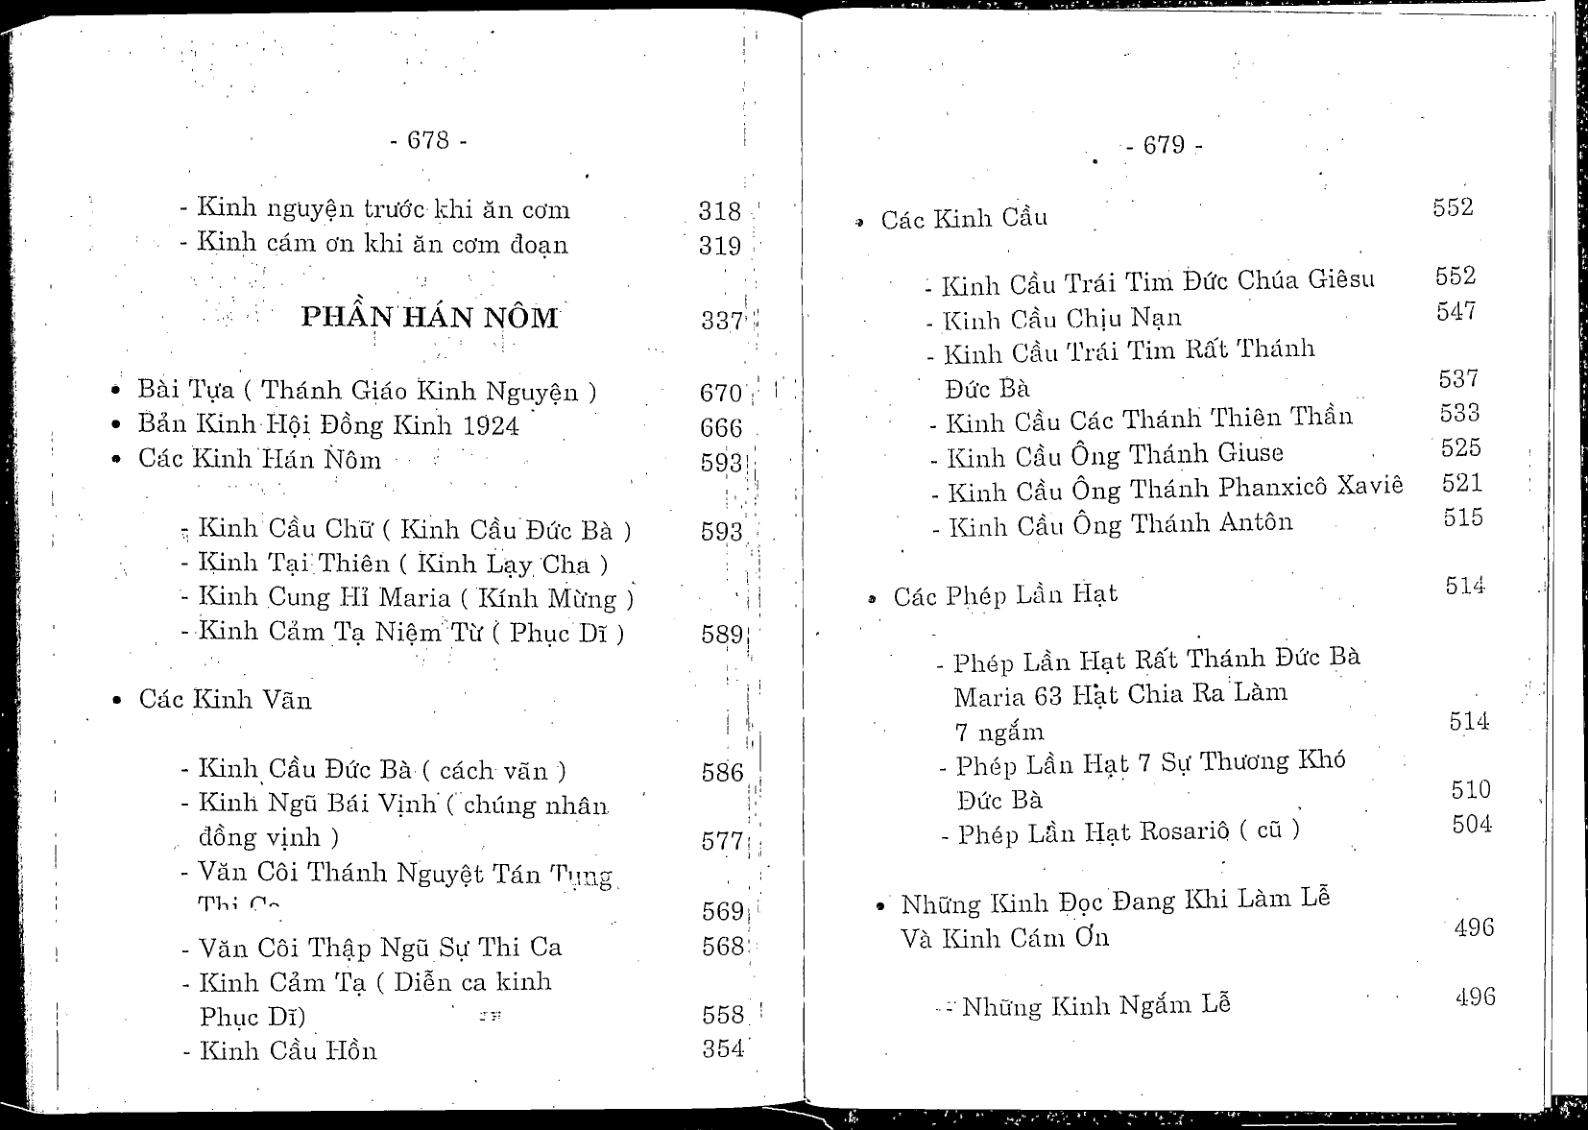 - 678 -
- Kinh nguyện trước khi ăn cơm 318
- Kinh cám ơn khi ăn cơm đoạn 319
PHẦN HÁN NÔM 337
• Bài Tựa ( Thánh Giáo Kinh Nguyện ) 670
• Bản Kinh Hội Đồng Kinh 1924 666
• Các Kinh Hán Nôm 593
- Kinh Cầu Chữ ( Kinh Cầu Đức Bà ) 593
- Kinh Tại Thiên ( Kinh Lạy Cha )
- Kinh Cung Hỉ Maria ( Kính Mừng )
- Kinh Cảm Tạ Niệm Từ ( Phục Dĩ ) 589
• Các Kinh Vãn
- Kinh Cầu Đức Bà ( cách vãn ) 586
- Kinh Ngũ Bái Vịnh ( chúng nhân
đồng vịnh ) 577
- Văn Côi Thánh Nguyệt Tán Tụng
569
- Văn Côi Thập Ngũ Sự Thi Ca 568
- Kinh Cảm Tạ ( Diễn ca kinh
Phục Dĩ) 558
- Kinh Cầu Hồn 354
- 679 -
• Các Kinh Cầu 552
- Kinh Cầu Trái Tim Đức Chúa Giêsu 552
- Kinh Cầu Chịu Nạn 547
- Kinh Cầu Trái Tim Rất Thánh
Đức Bà 537
- Kinh Cầu Các Thánh Thiên Thần 533
- Kinh Cầu Ông Thánh Giuse 525
- Kinh Cầu Ông Thánh Phanxicô Xaviê 521
- Kinh Cầu Ông Thánh Antôn 515
• Các Phép Lần Hạt 514
- Phép Lần Hạt Rất Thánh Đức Bà
Maria 63 Hạt Chia Ra Làm
7 ngắm 514
- Phép Lần Hạt 7 Sự Thương Khó
Đức Bà 510
- Phép Lần Hạt Rosariô ( cũ ) 504
• Những Kinh Đọc Đang Khi Làm Lễ
Và Kinh Cám Ơn 496
- Những Kinh Ngắm Lễ 496